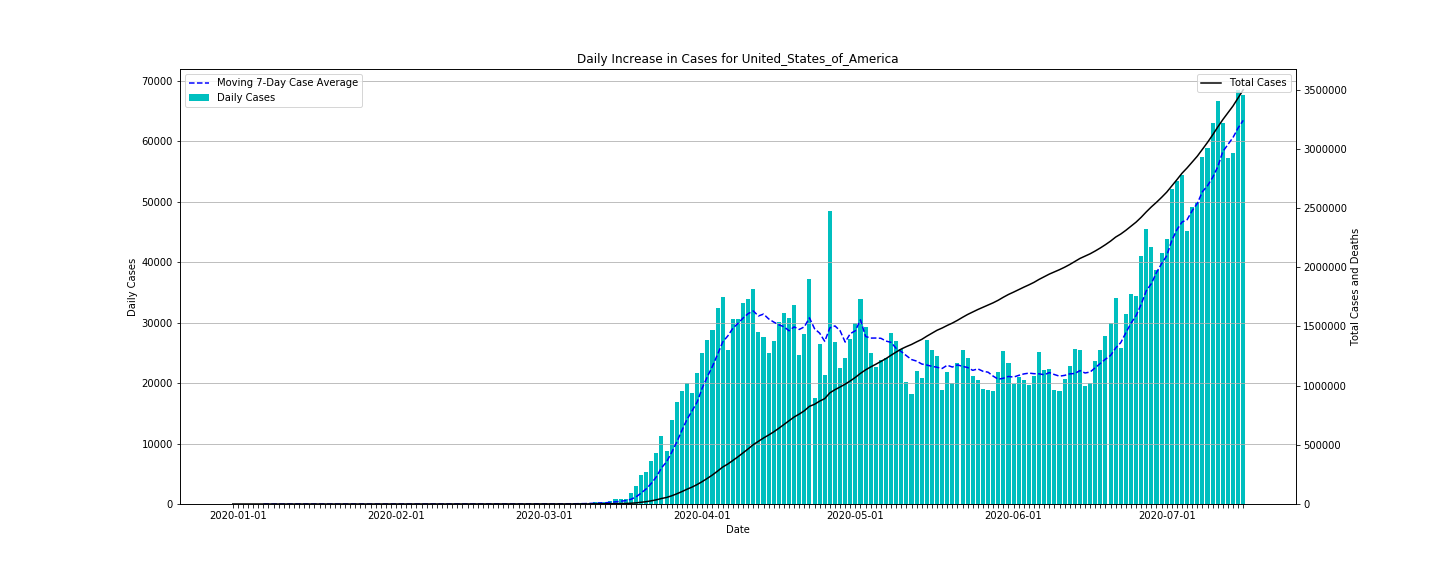 Daily Increase in Cases for United_States_of_America
Moving 7-Day Case Average
Daily Cases
Total Cases
70000
60000
50000
40000
30000
20000
10000
0
Daily Cases
3500000
3000000
2500000
2000000
1500000
1000000
500000
0
Total Cases and Deaths
2020-01-01 2020-02-01 2020-03-01 2020-04-01 2020-05-01 2020-06-01 2020-07-01
Date